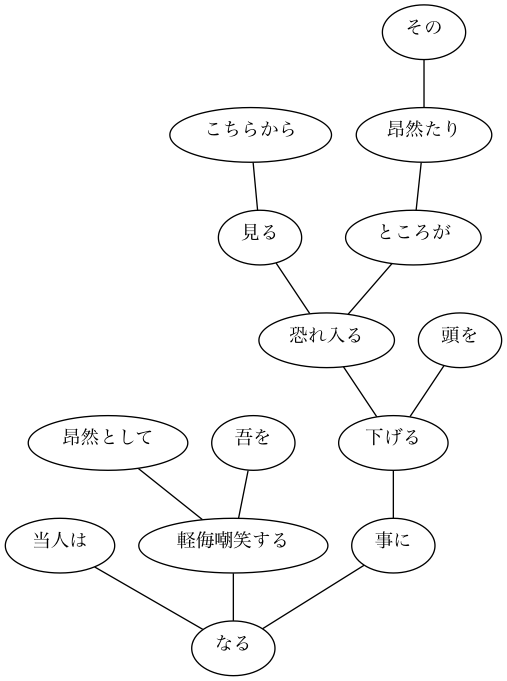 その
こちらから
昂然たり
見る
ところが
恐れ入る
頭を
昂然として
吾を
下げる
当人は
軽侮嘲笑する
事に
なる